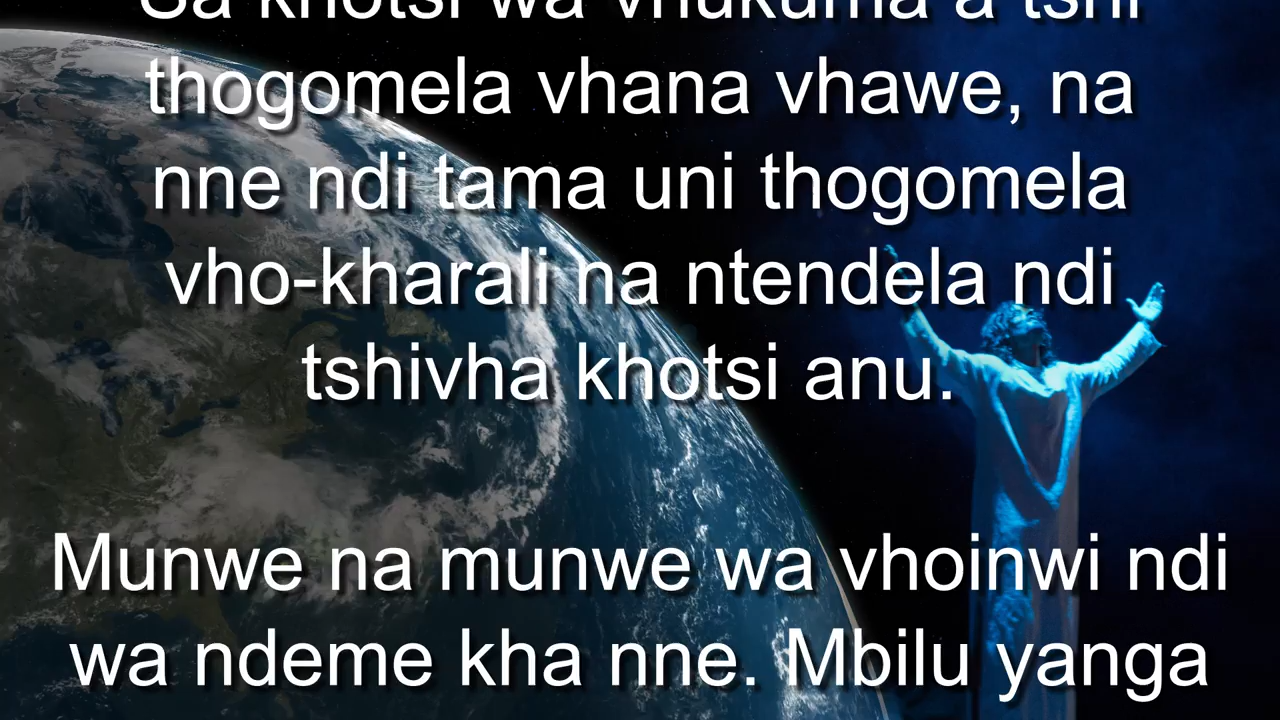 Sa khotsi wa vhukuma a tshi
thogomela vhana vhawe, na
nne ndi tama uni thogomela
vho-kharali na ntendela ndi
tshivha khotsi anu.
Munwe na munwe wa vhoinwi ndi
wa ndeme kha nne. Mbilu yanga